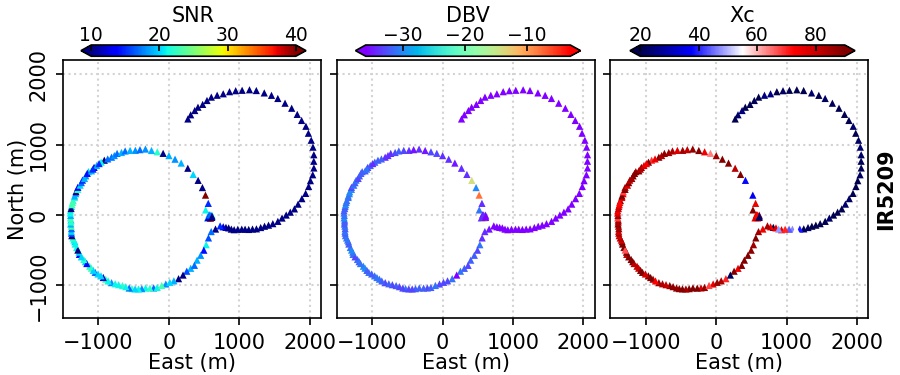 SNR DBV Xc
10 20 30 40 −30 −20 −10 20 40 60 80
2000
1000
0
−1000
North (m)
IR5209
−1000 0 1000 2000 −1000 0 1000 2000 −1000 0 1000 2000
East (m) East (m) East (m)